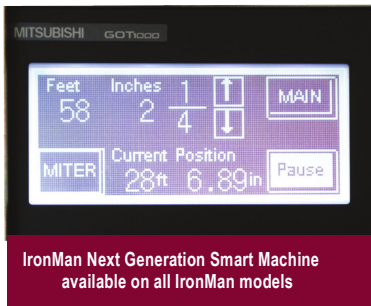 MITSUBISHI GOT1000
Feet Inches 1 ↑ MAIN
58 2 4 ↓
MITER Current Position Pause
28ft 6.89in
IronMan Next Generation Smart Machine
available on all IronMan models